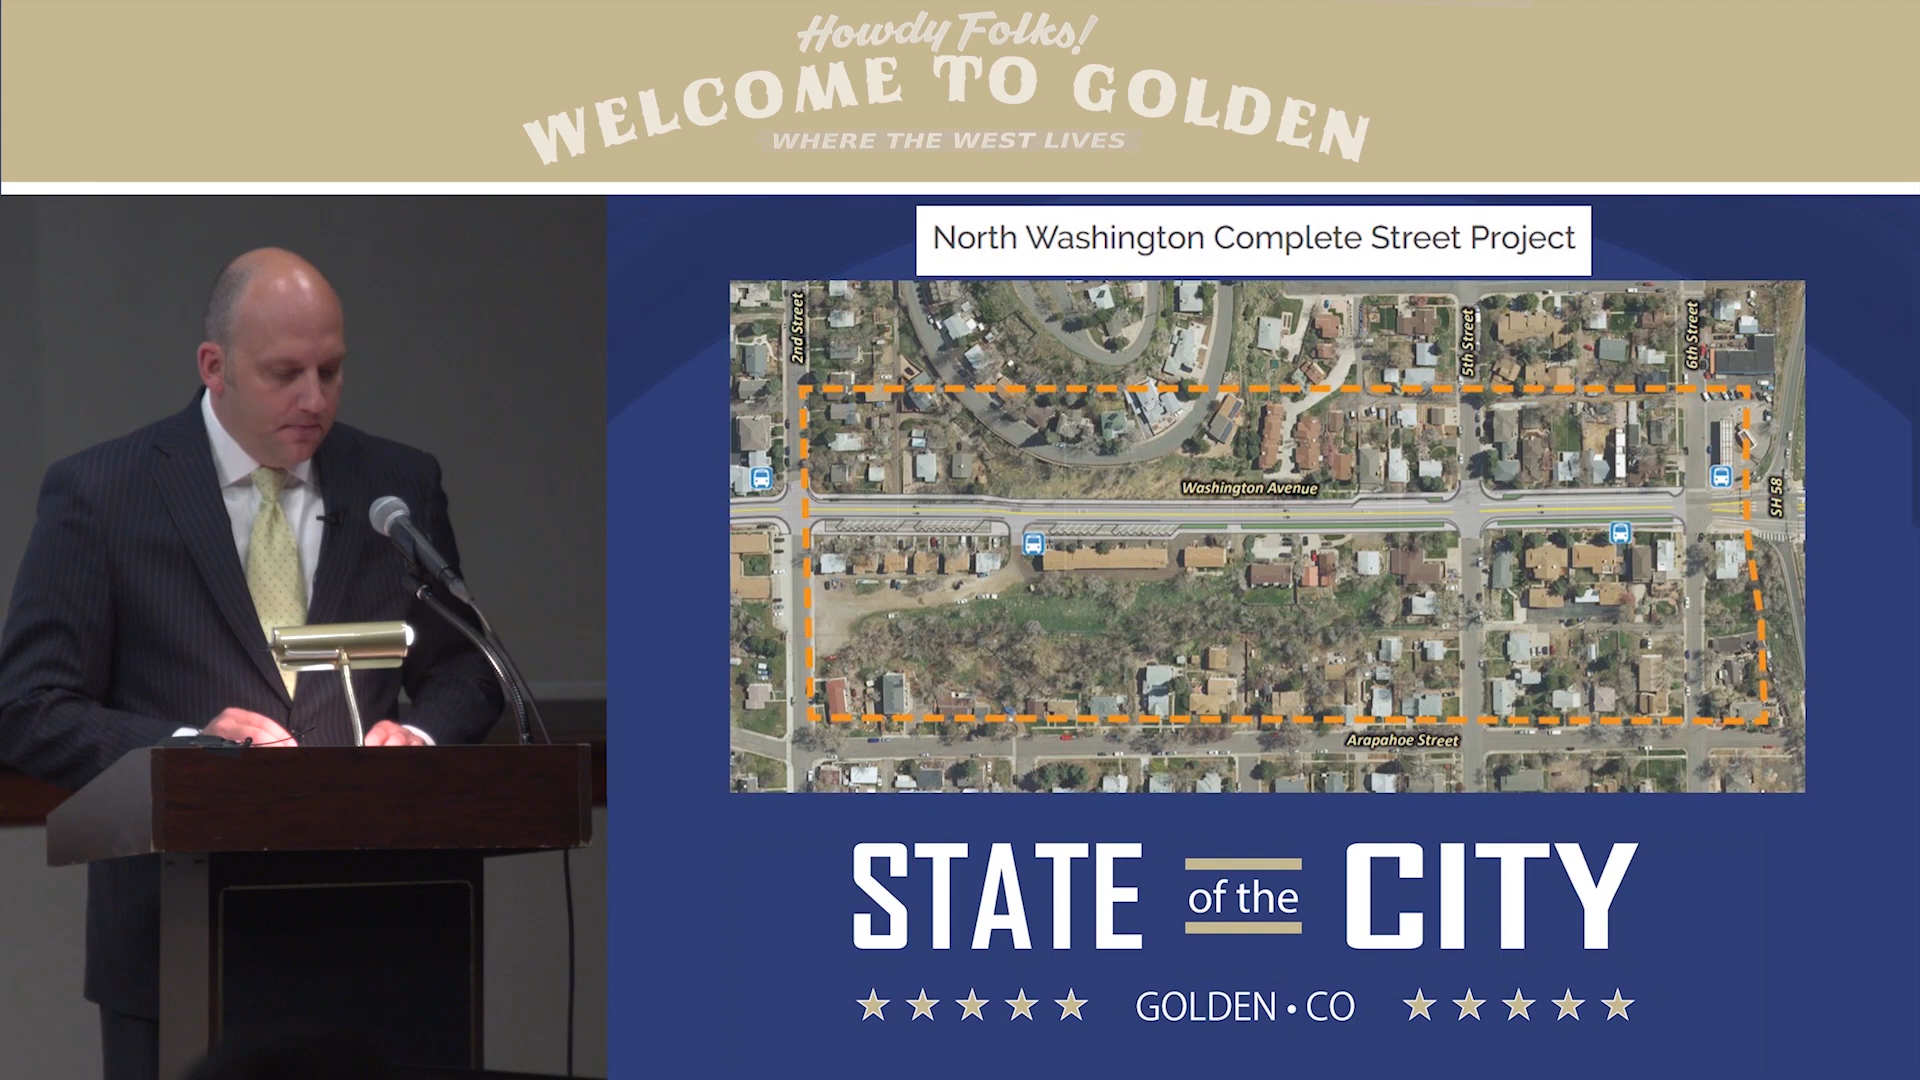 Howdy Folks!
WELCOME TO GOLDEN
WHERE THE WEST LIVES
North Washington Complete Street Project
2nd Street
5th Street
6th Street
Washington Avenue
SH 58
Arapahoe Street
STATE of the CITY
GOLDEN • CO